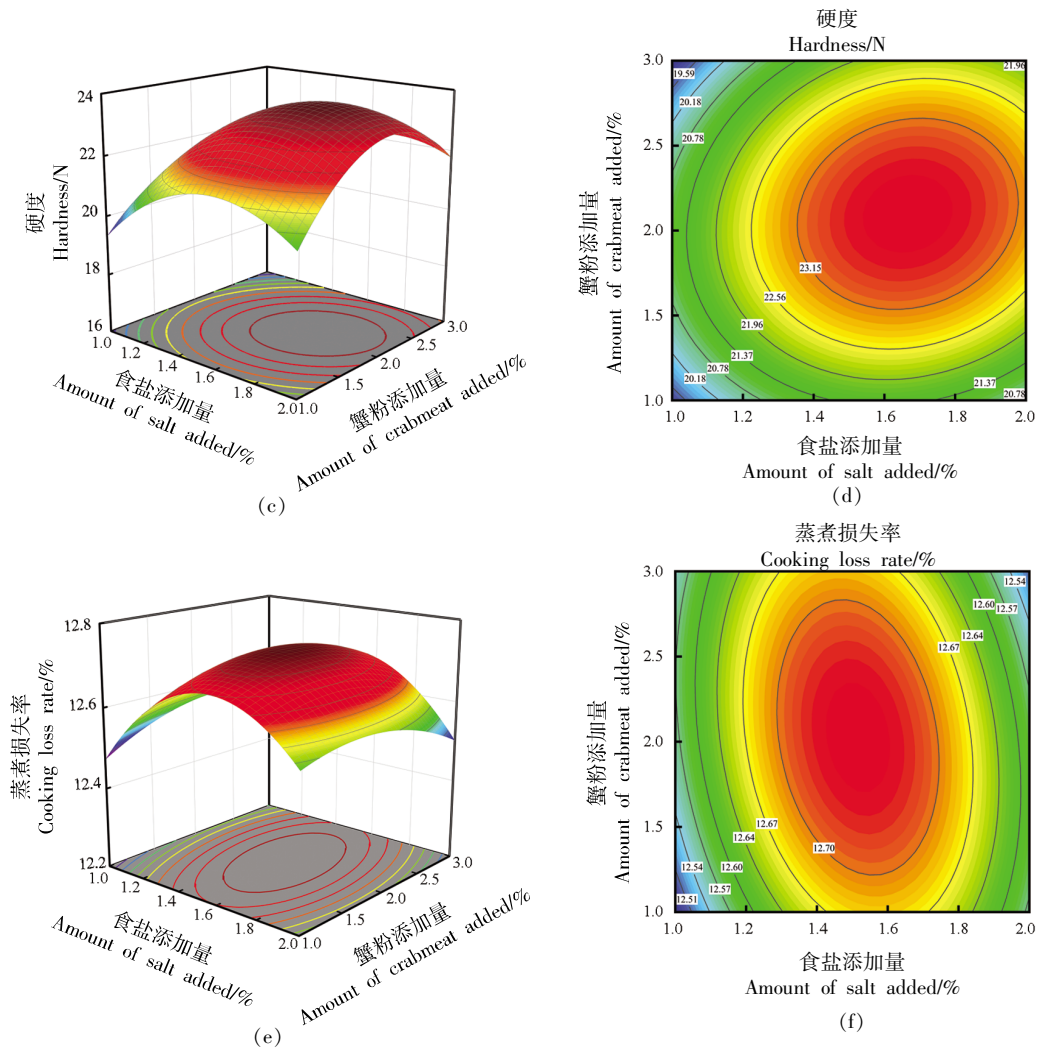 24
22
20
18
16
硬度
Hardness/N
1.0
1.2
1.4
1.6
1.8
2.0
1.0
1.5
2.0
2.5
3.0
食盐添加量
Amount of salt added/%
蟹粉添加量
Amount of crabmeat added/%
(c)
硬度
Hardness/N
3.0
2.5
2.0
1.5
1.0
蟹粉添加量
Amount of crabmeat added/%
19.59
20.18
20.78
21.96
23.15
22.56
21.96
21.37
20.78
20.18
21.37
20.78
1.0
1.2
1.4
1.6
1.8
2.0
食盐添加量
Amount of salt added/%
(d)
12.8
12.6
12.4
12.2
蒸煮损失率
Cooking loss rate/%
1.0
1.2
1.4
1.6
1.8
2.0
1.0
1.5
2.0
2.5
3.0
食盐添加量
Amount of salt added/%
蟹粉添加量
Amount of crabmeat added/%
(e)
蒸煮损失率
Cooking loss rate/%
3.0
2.5
2.0
1.5
1.0
蟹粉添加量
Amount of crabmeat added/%
12.54
12.60
12.57
12.64
12.67
12.67
12.64
12.70
12.54
12.60
12.57
12.51
1.0
1.2
1.4
1.6
1.8
2.0
食盐添加量
Amount of salt added/%
(f)